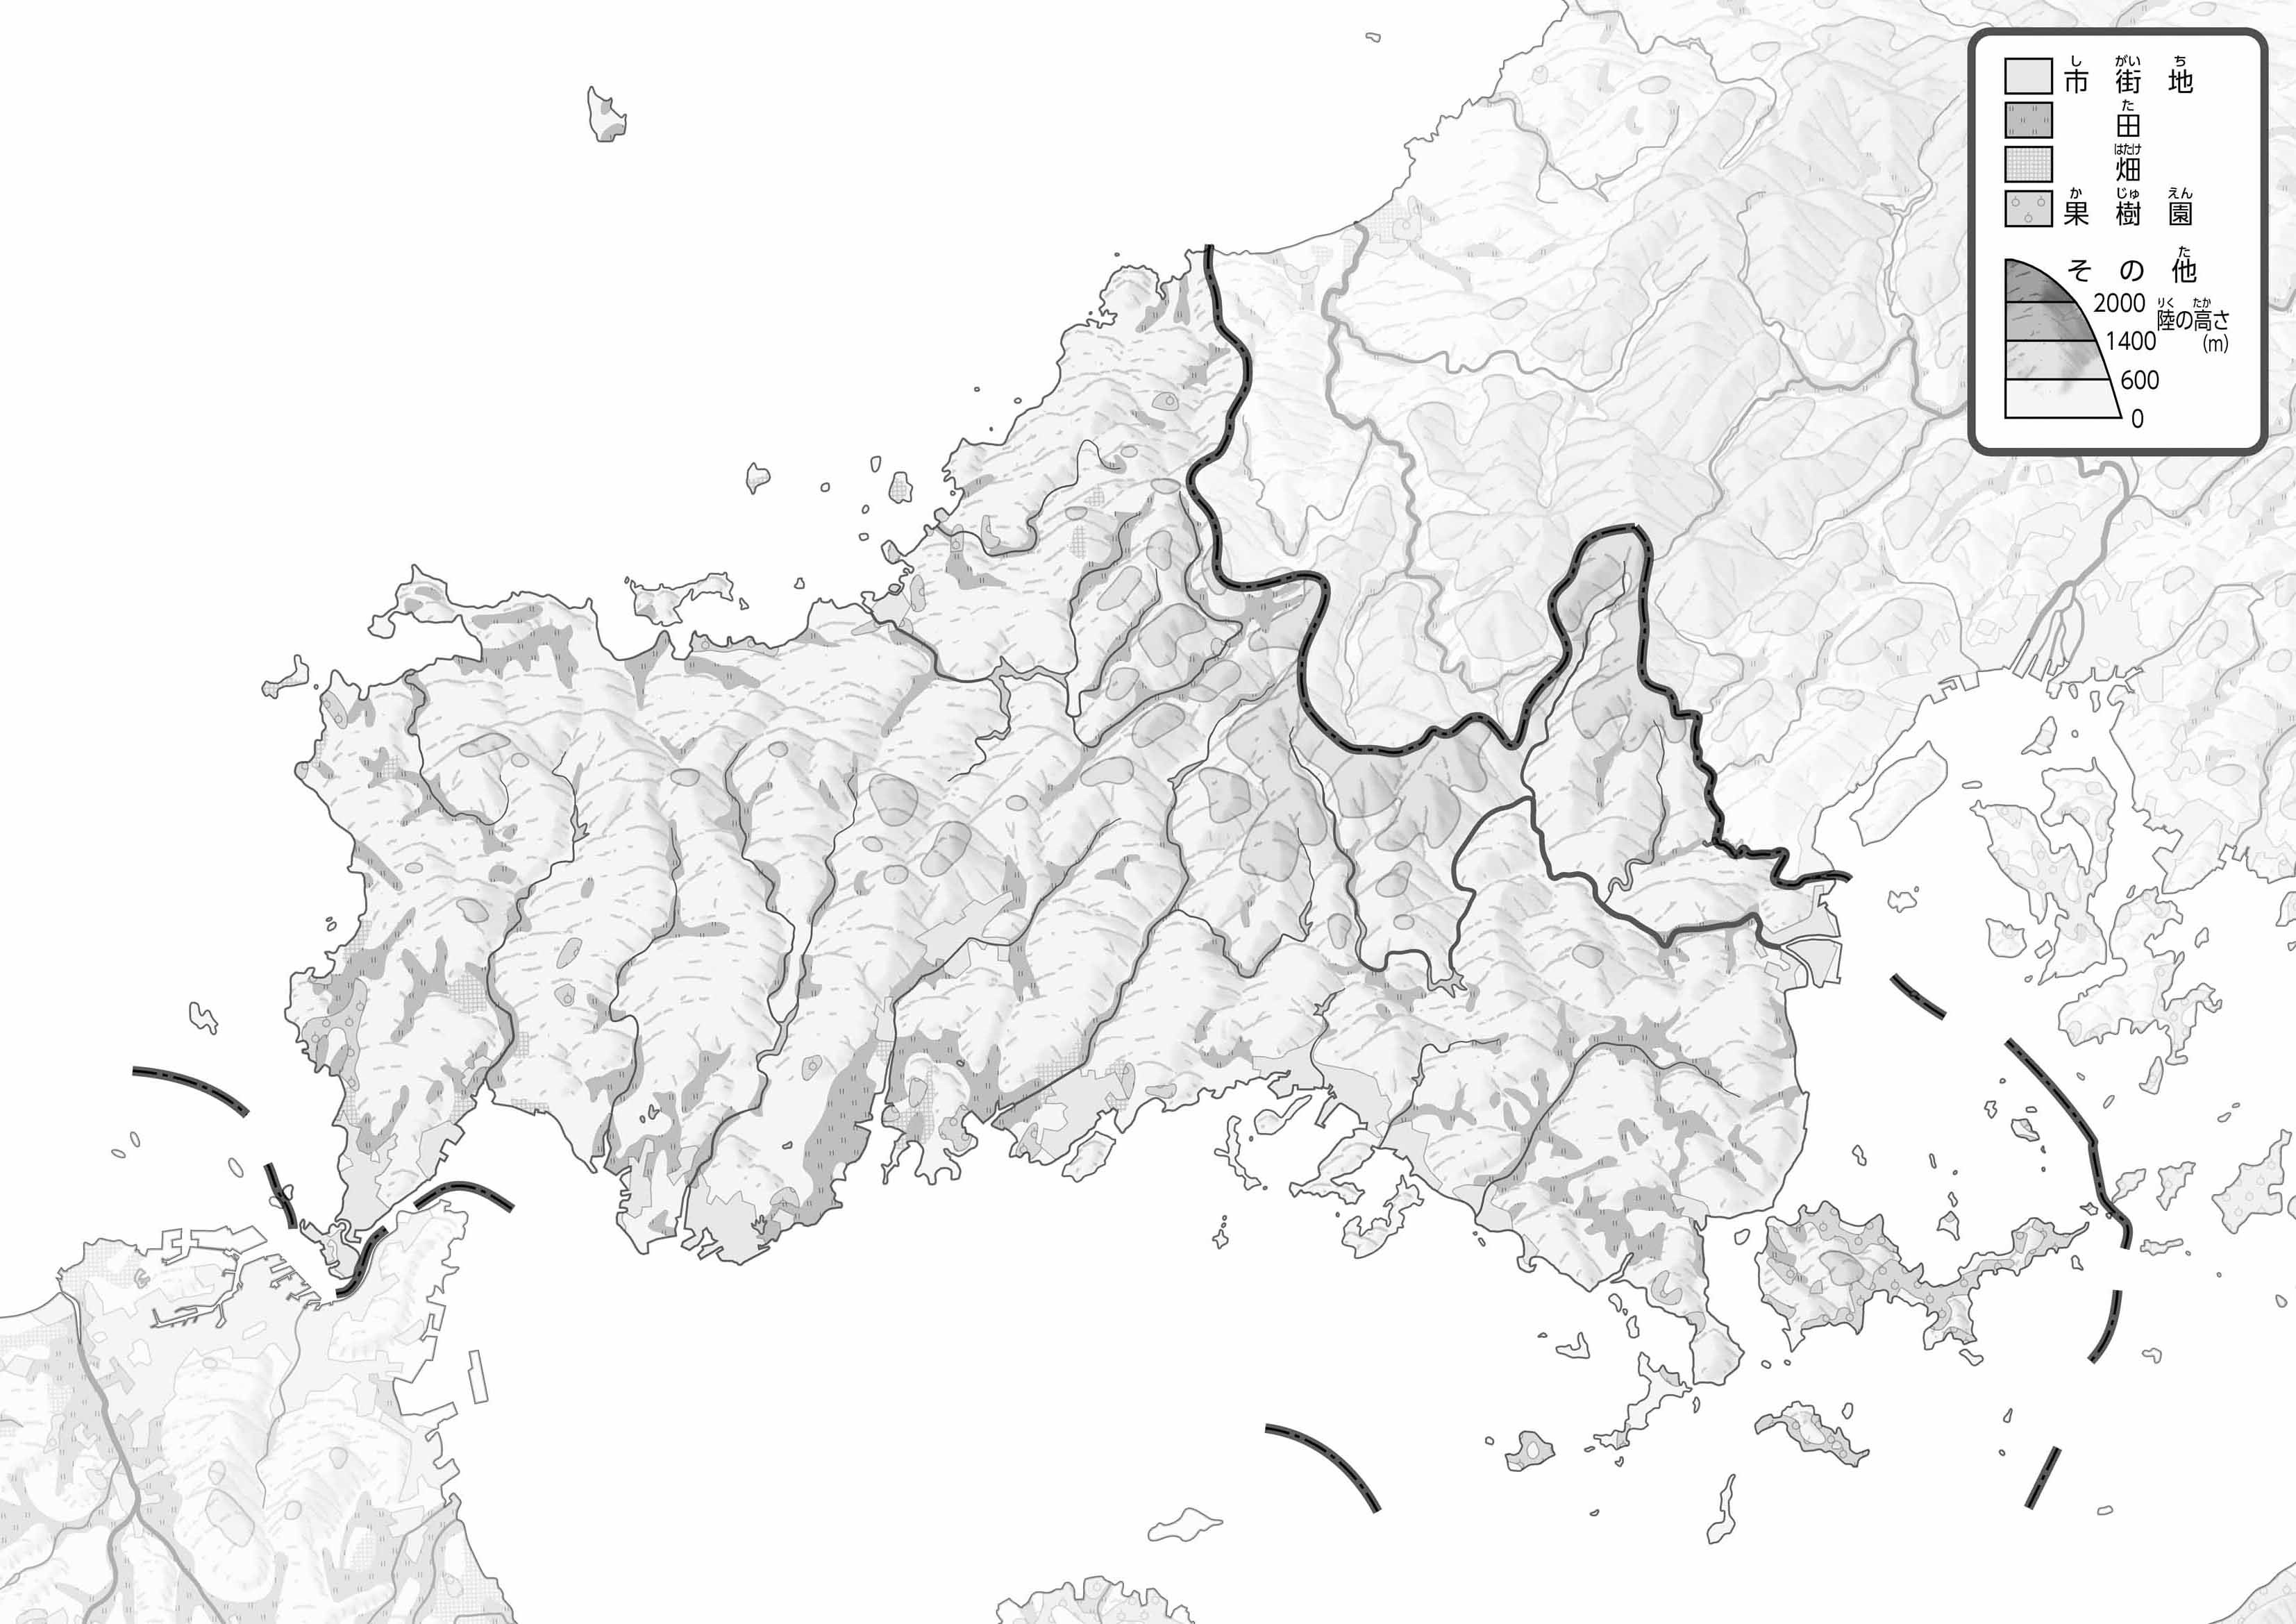 市街地
し がい ち
田
た
畑
はたけ
果樹園
か じゅ えん
その他
た
2000
陸の高さ
りく たか
1400
(m)
600
0